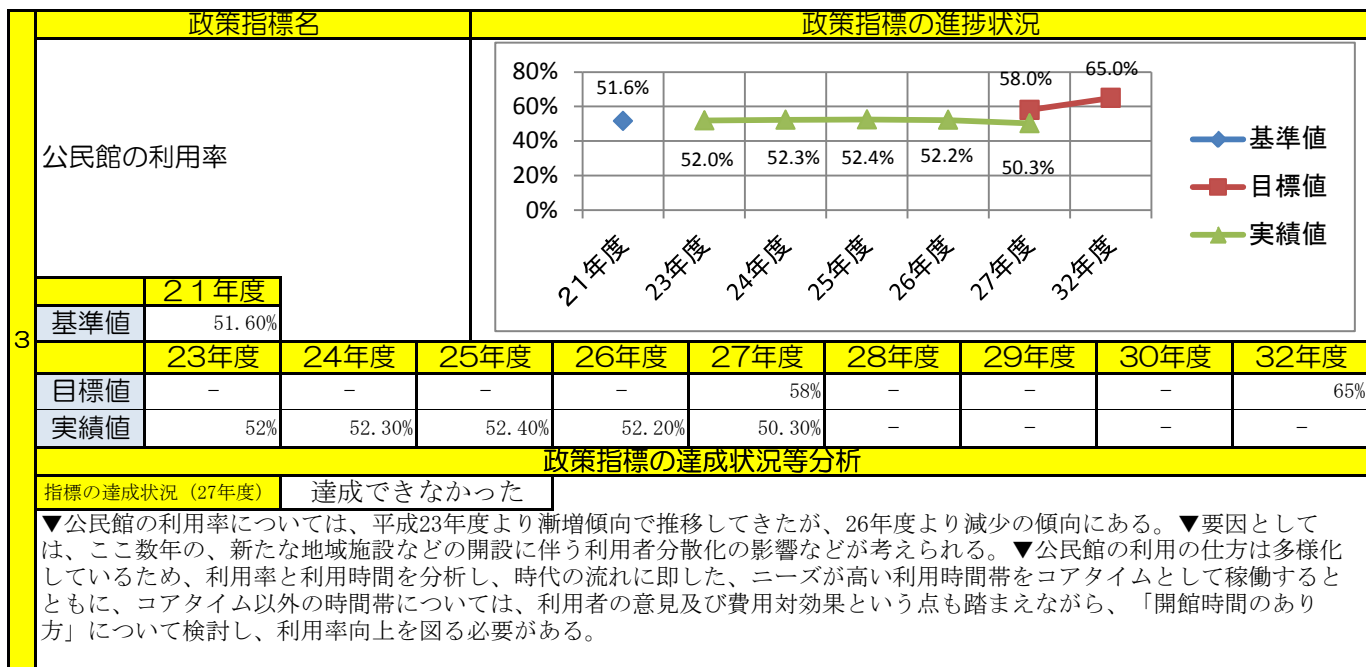 政策指標名
政策指標の進捗状況
3
公民館の利用率
80%
60%
40%
20%
0%
51.6%
52.0%
52.3%
52.4%
52.2%
50.3%
58.0%
65.0%
21年度
23年度
24年度
25年度
26年度
27年度
32年度
基準値
目標値
実績値
21年度
基準値 51.60%
23年度 24年度 25年度 26年度 27年度 28年度 29年度 30年度 32年度
目標値 − − − − 58% − − − 65%
実績値 52% 52.30% 52.40% 52.20% 50.30% − − − −
政策指標の達成状況等分析
指標の達成状況(27年度) 達成できなかった
▼公民館の利用率については、平成23年度より漸増傾向で推移してきたが、26年度より減少の傾向にある。▼要因として
は、ここ数年の、新たな地域施設などの開設に伴う利用者分散化の影響などが考えられる。▼公民館の利用の仕方は多様化
しているため、利用率と利用時間を分析し、時代の流れに即した、ニーズが高い利用時間帯をコアタイムとして稼働すると
ともに、コアタイム以外の時間帯については、利用者の意見及び費用対効果という点も踏まえながら、「開館時間のあり
方」について検討し、利用率向上を図る必要がある。